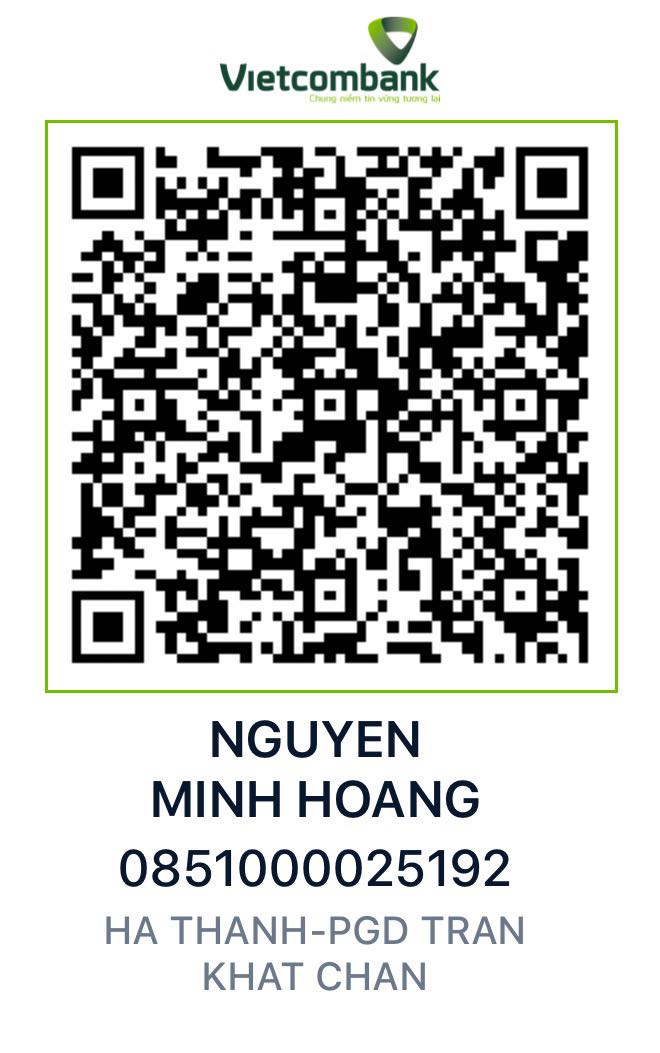 Vietcombank
Chung niềm tin vững tương lai
NGUYEN
MINH HOANG
0851000025192
HA THANH-PGD TRAN
KHAT CHAN